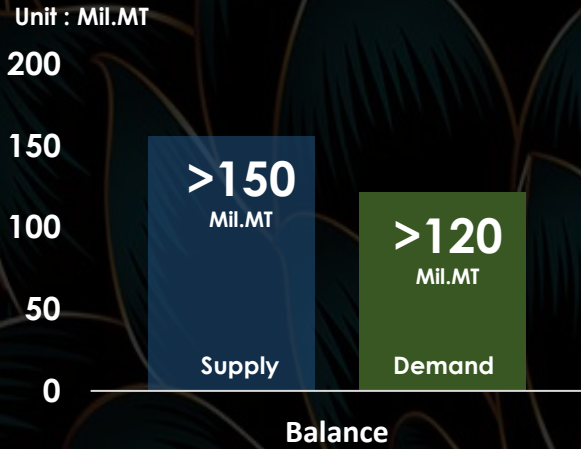 Unit : Mil.MT
200
150
100
50
0
>150
Mil.MT
Supply
>120
Mil.MT
Demand
Balance